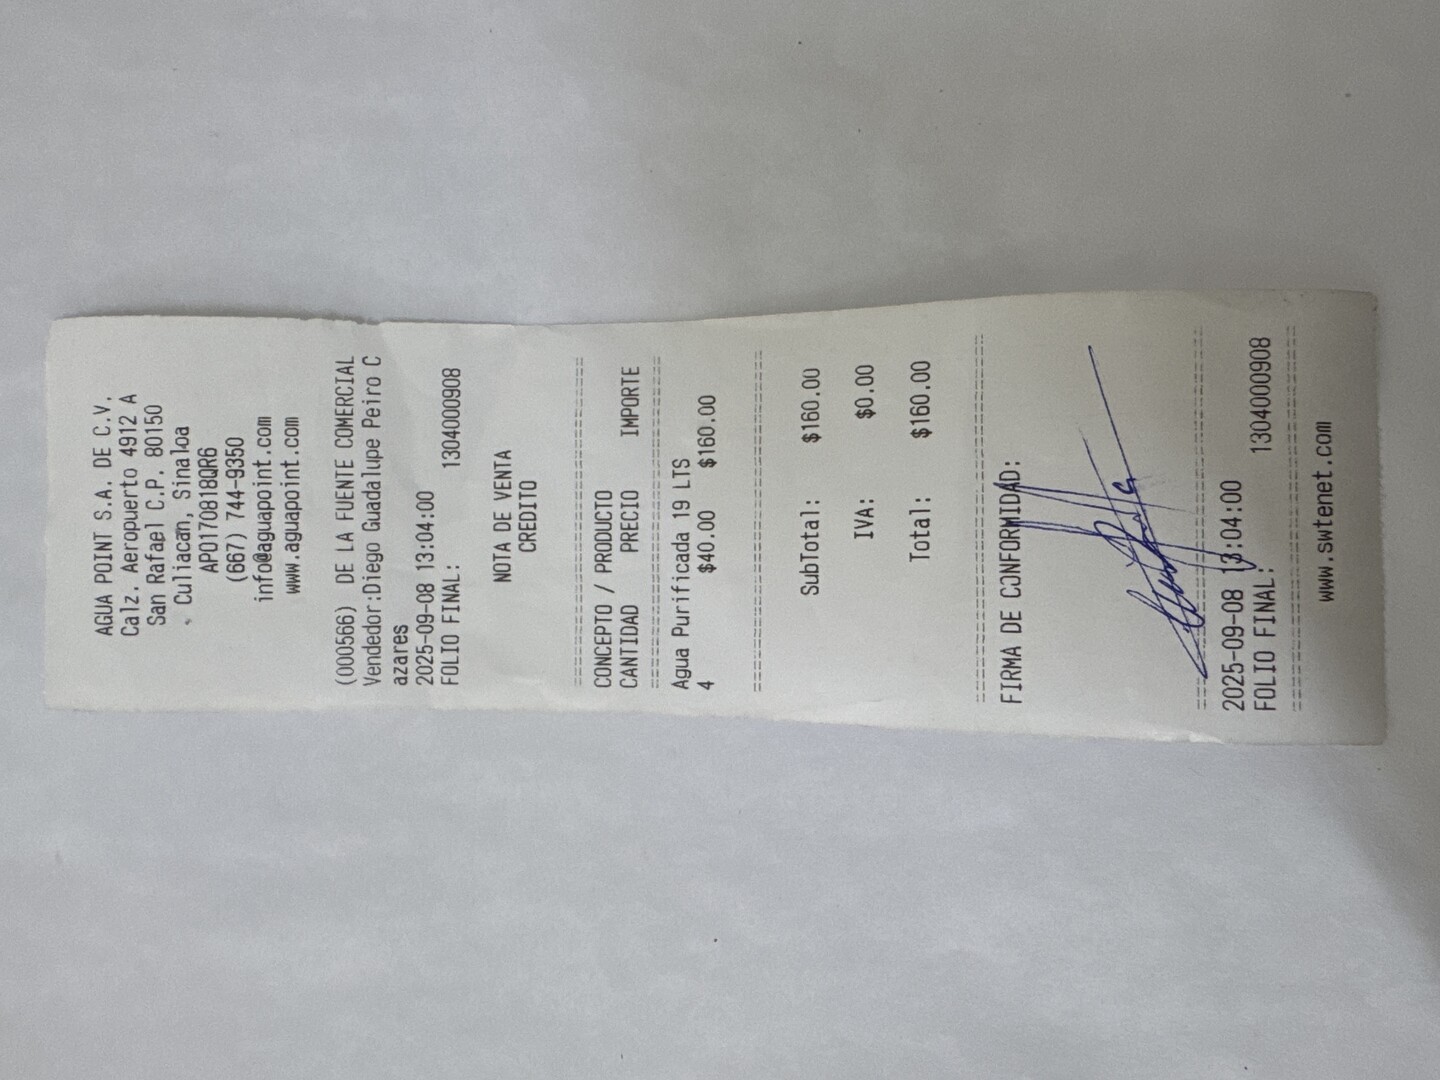 AGUA POINT S.A. DE C.V.
Calz. Aeropuerto 4912 A
San Rafael C.P. 80150
Culiacan, Sinaloa
APO170818QR6
(667) 744-9350
info@aguapoint.com
www.aguapoint.com
(000566) DE LA FUENTE COMERCIAL
Vendedor:Diego Guadalupe Peiro C
azares
2025-09-08 13:04:00
FOLIO FINAL: 1304000908
NOTA DE VENTA
CREDITO
================================
CONCEPTO / PRODUCTO
CANTIDAD PRECIO IMPORTE
================================
Agua Purificada 19 LTS
4 $40.00 $160.00
================================
SubTotal: $160.00
IVA: $0.00
Total: $160.00
================================
FIRMA DE CONFORMIDAD:
================================
2025-09-08 13:04:00
FOLIO FINAL: 1304000908
================================
www.swtenet.com